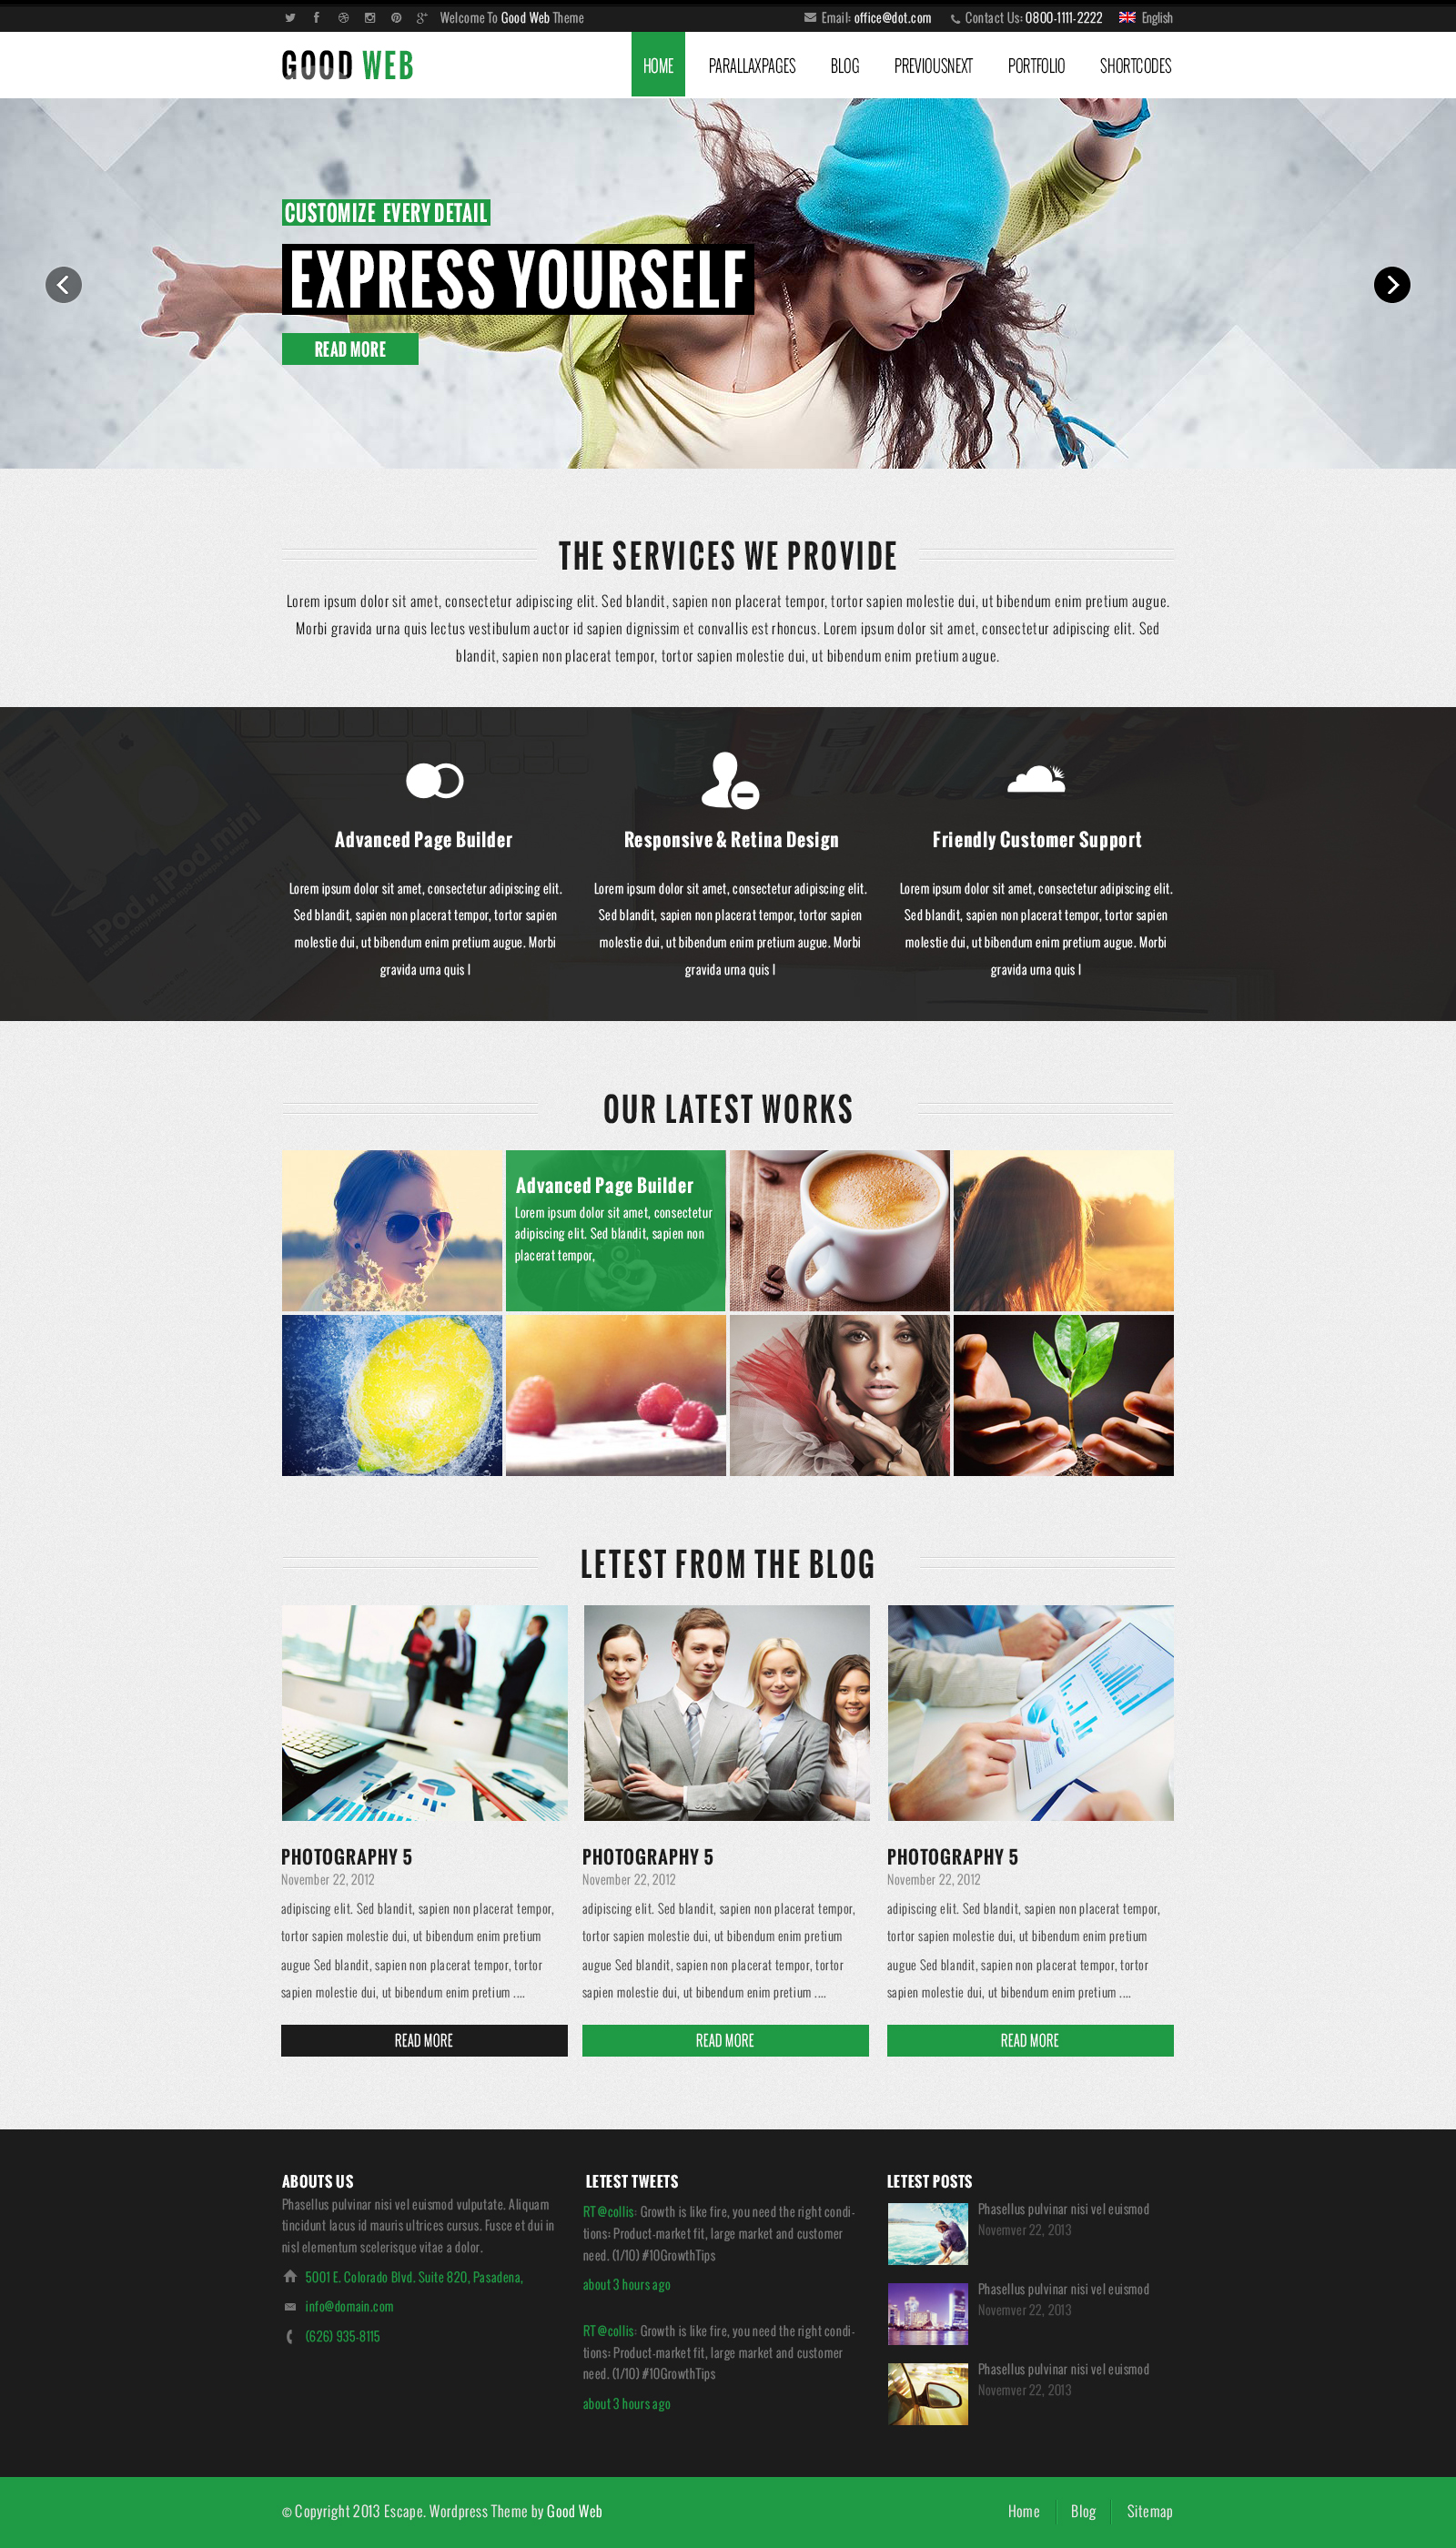 Welcome To Good Web Theme
Email: office@dot.com
Contact Us: 0800-1111-2222
English
GOOD WEB
HOME
PARALLAXPAGES
BLOG
PREVIOUSNEXT
PORTFOLIO
SHORTCODES
CUSTOMIZE EVERY DETAIL
EXPRESS YOURSELF
READ MORE
THE SERVICES WE PROVIDE
Lorem ipsum dolor sit amet, consectetur adipiscing elit. Sed blandit, sapien non placerat tempor, tortor sapien molestie dui, ut bibendum enim pretium augue.
Morbi gravida urna quis lectus vestibulum auctor id sapien dignissim et convallis est rhoncus. Lorem ipsum dolor sit amet, consectetur adipiscing elit. Sed
blandit, sapien non placerat tempor, tortor sapien molestie dui, ut bibendum enim pretium augue.
Advanced Page Builder
Lorem ipsum dolor sit amet, consectetur adipiscing elit.
Sed blandit, sapien non placerat tempor, tortor sapien
molestie dui, ut bibendum enim pretium augue. Morbi
gravida urna quis l
Responsive & Retina Design
Lorem ipsum dolor sit amet, consectetur adipiscing elit.
Sed blandit, sapien non placerat tempor, tortor sapien
molestie dui, ut bibendum enim pretium augue. Morbi
gravida urna quis l
Friendly Customer Support
Lorem ipsum dolor sit amet, consectetur adipiscing elit.
Sed blandit, sapien non placerat tempor, tortor sapien
molestie dui, ut bibendum enim pretium augue. Morbi
gravida urna quis l
iPod и iPod mini
OUR LATEST WORKS
Advanced Page Builder
Lorem ipsum dolor sit amet, consectetur
adipiscing elit. Sed blandit, sapien non
placerat tempor,
LETEST FROM THE BLOG
PHOTOGRAPHY 5
November 22, 2012
adipiscing elit. Sed blandit, sapien non placerat tempor,
tortor sapien molestie dui, ut bibendum enim pretium
augue Sed blandit, sapien non placerat tempor, tortor
sapien molestie dui, ut bibendum enim pretium ....
READ MORE
PHOTOGRAPHY 5
November 22, 2012
adipiscing elit. Sed blandit, sapien non placerat tempor,
tortor sapien molestie dui, ut bibendum enim pretium
augue Sed blandit, sapien non placerat tempor, tortor
sapien molestie dui, ut bibendum enim pretium ....
READ MORE
PHOTOGRAPHY 5
November 22, 2012
adipiscing elit. Sed blandit, sapien non placerat tempor,
tortor sapien molestie dui, ut bibendum enim pretium
augue Sed blandit, sapien non placerat tempor, tortor
sapien molestie dui, ut bibendum enim pretium ....
READ MORE
ABOUTS US
Phasellus pulvinar nisi vel euismod vulputate. Aliquam
tincidunt lacus id mauris ultrices cursus. Fusce et dui in
nisl elementum scelerisque vitae a dolor.
5001 E. Colorado Blvd. Suite 820, Pasadena,
info@domain.com
(626) 935-8115
LETEST TWEETS
RT @collis: Growth is like fire, you need the right condi-
tions: Product-market fit, large market and customer
need. (1/10) #10GrowthTips
about 3 hours ago
RT @collis: Growth is like fire, you need the right condi-
tions: Product-market fit, large market and customer
need. (1/10) #10GrowthTips
about 3 hours ago
LETEST POSTS
Phasellus pulvinar nisi vel euismod
Novemver 22, 2013
Phasellus pulvinar nisi vel euismod
Novemver 22, 2013
Phasellus pulvinar nisi vel euismod
Novemver 22, 2013
© Copyright 2013 Escape. Wordpress Theme by Good Web
Home
Blog
Sitemap